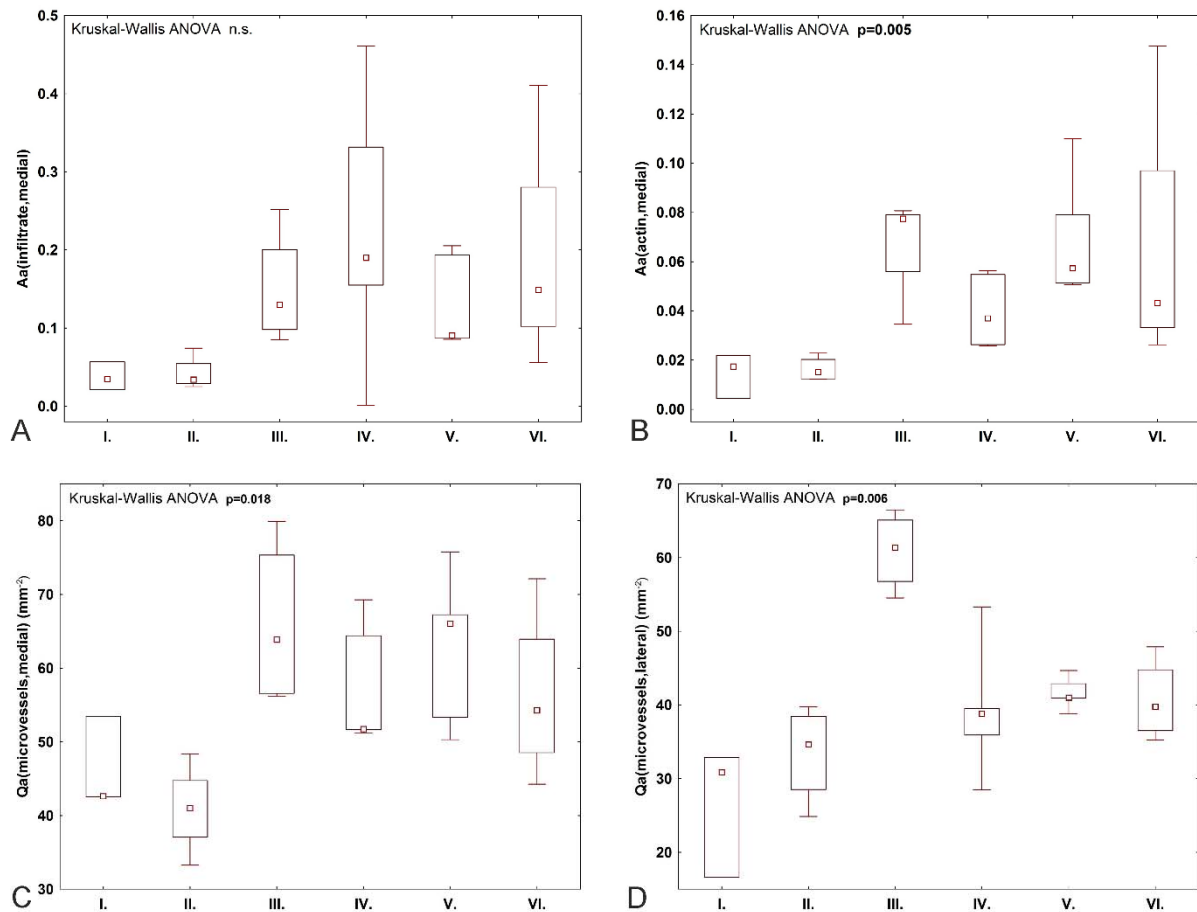 Kruskal-Wallis ANOVA n.s.
Aa(infiltrate,medial)
0.5
0.4
0.3
0.2
0.1
0.0
I. II. III. IV. V. VI.
A
Kruskal-Wallis ANOVA p=0.005
Aa(actin,medial)
0.16
0.14
0.12
0.10
0.08
0.06
0.04
0.02
0.00
I. II. III. IV. V. VI.
B
Kruskal-Wallis ANOVA p=0.018
Qa(microvessels,medial) (mm⁻²)
80
70
60
50
40
30
I. II. III. IV. V. VI.
C
Kruskal-Wallis ANOVA p=0.006
Qa(microvessels,lateral) (mm⁻²)
70
60
50
40
30
20
I. II. III. IV. V. VI.
D